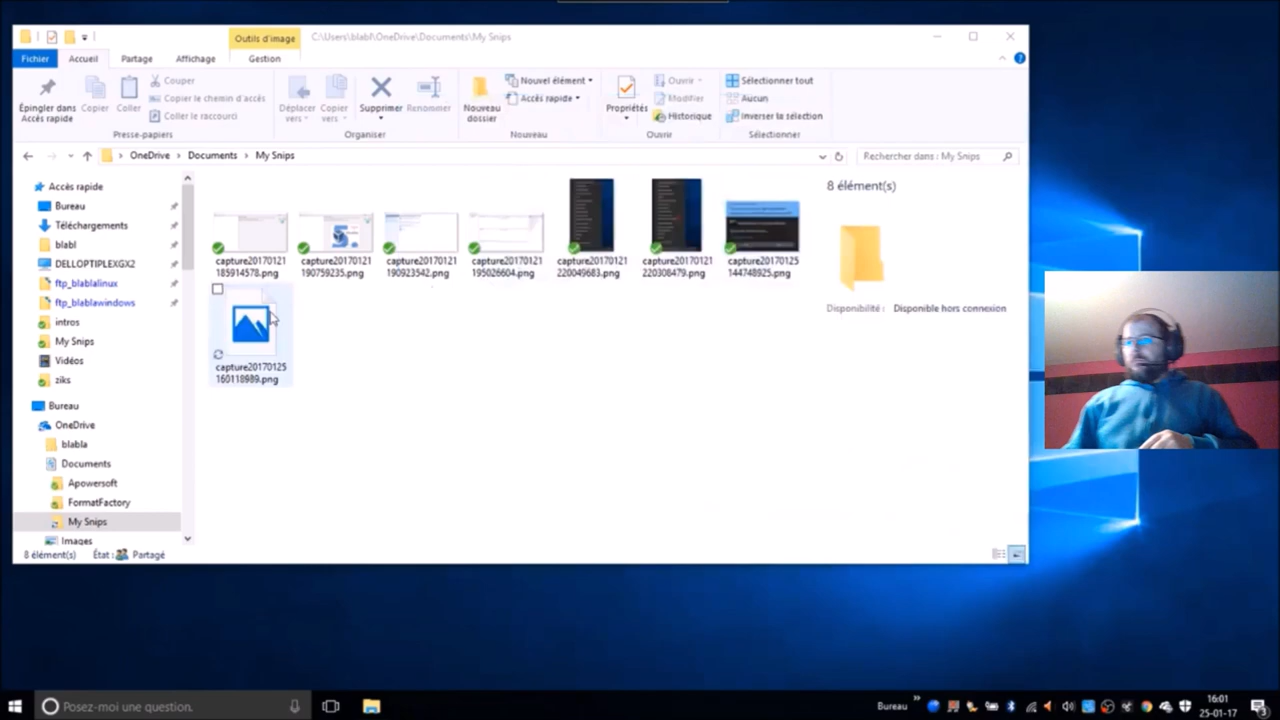 Outils d'image
C:\Users\blabl\OneDrive\Documents\My Snips
Fichier
Accueil
Partage
Affichage
Gestion
Épingler dans
Accès rapide
Copier
Coller
Couper
Copier le chemin d'accès
Coller le raccourci
Presse-papiers
Déplacer
vers
Copier
vers
Supprimer
Renommer
Organiser
Nouveau
dossier
Nouvel élément
Accès rapide
Nouveau
Propriétés
Ouvrir
Modifier
Historique
Ouvrir
Sélectionner tout
Aucun
Inverser la sélection
Sélectionner
OneDrive
Documents
My Snips
Rechercher dans : My Snips
Accès rapide
Bureau
Téléchargements
blabl
DELLOPTIPLEXGX2
ftp_blablalinux
ftp_blablawindows
intros
My Snips
Vidéos
ziks
Bureau
OneDrive
blabla
Documents
Apowersoft
FormatFactory
My Snips
Images
capture20170121
185914578.png
capture20170121
190759235.png
capture20170121
190923542.png
capture20170121
195026604.png
capture20170121
220049683.png
capture20170121
220308479.png
capture20170125
144748925.png
capture20170125
160118989.png
8 élément(s)
Disponibilité :
Disponible hors connexion
8 élément(s)
État :
Partagé
Posez-moi une question.
Bureau
16:01
25-01-17